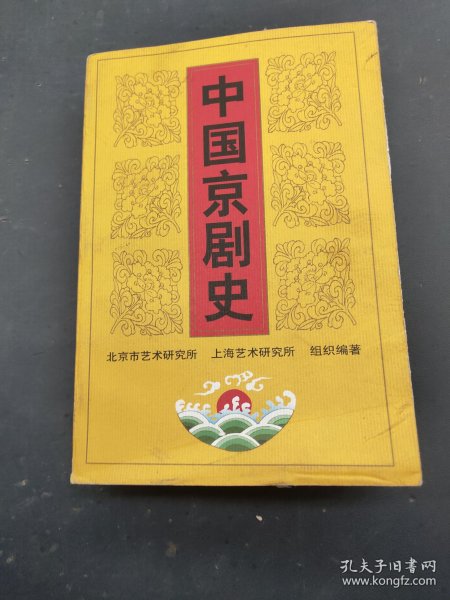 中国京剧史
北京市艺术研究所 上海艺术研究所 组织编著
孔夫子旧书网
www.kongfz.com